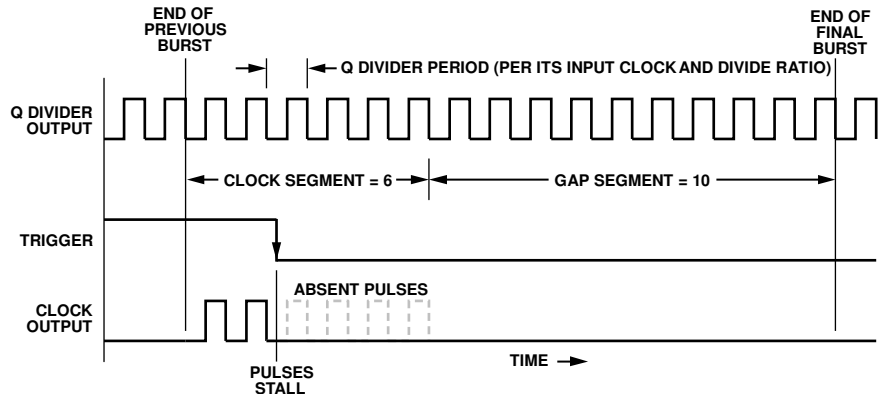 END OF
PREVIOUS
BURST
END OF
FINAL
BURST
Q DIVIDER PERIOD (PER ITS INPUT CLOCK AND DIVIDE RATIO)
Q DIVIDER
OUTPUT
CLOCK SEGMENT = 6
GAP SEGMENT = 10
TRIGGER
ABSENT PULSES
CLOCK
OUTPUT
TIME
PULSES
STALL